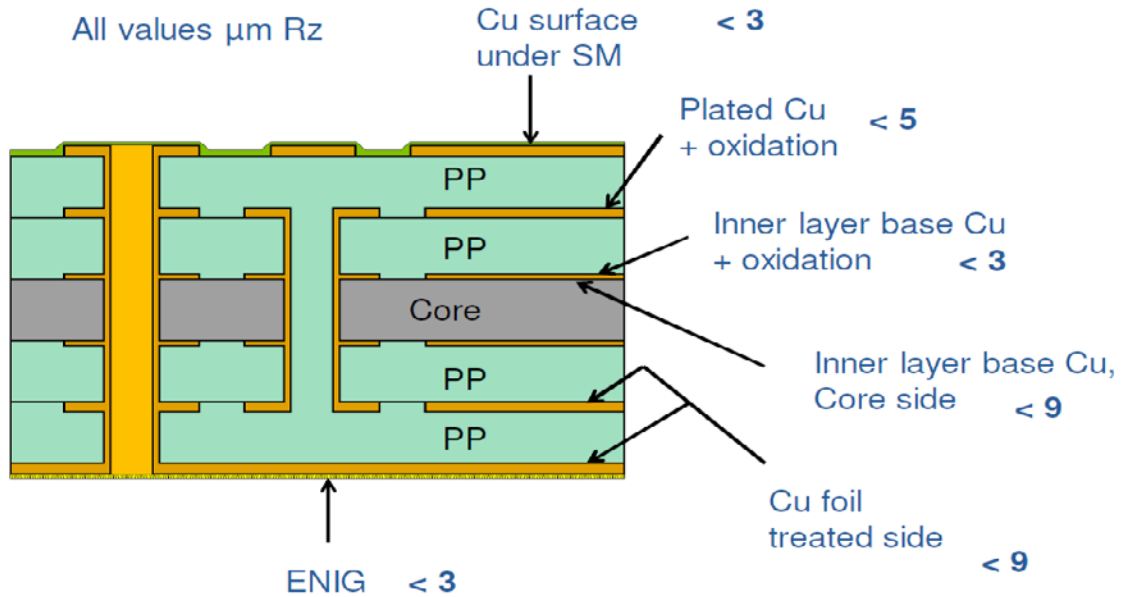 All values µm Rz
Cu surface < 3
under SM
Plated Cu < 5
+ oxidation
PP
PP
Inner layer base Cu
+ oxidation < 3
Core
Inner layer base Cu,
Core side < 9
PP
PP
Cu foil
treated side
< 9
ENIG < 3